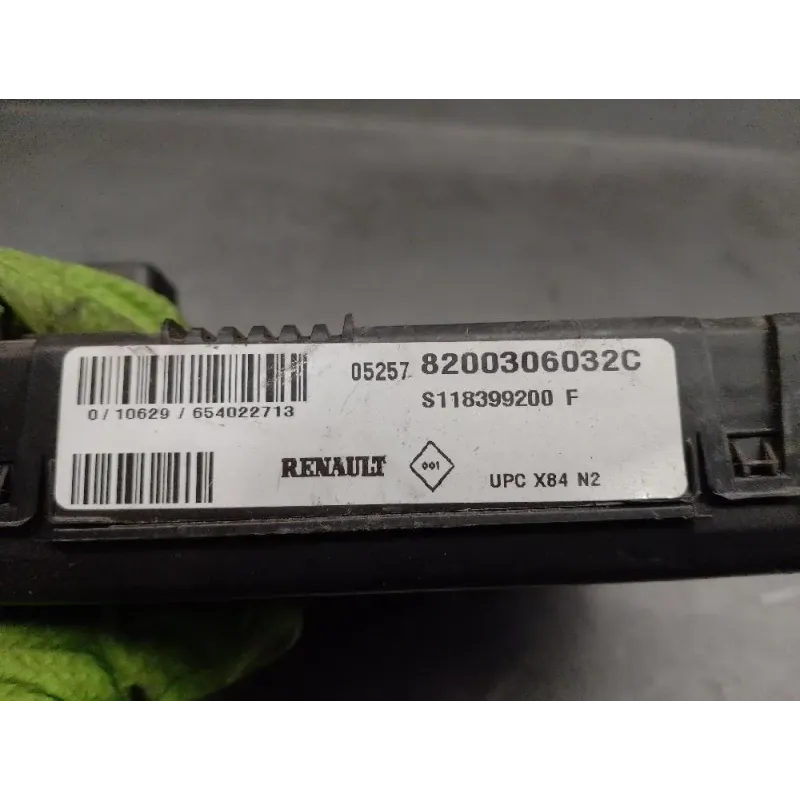 05257 8200306032C
0/10629/654022713
S118399200 F
RENAULT
001
UPC X84 N2